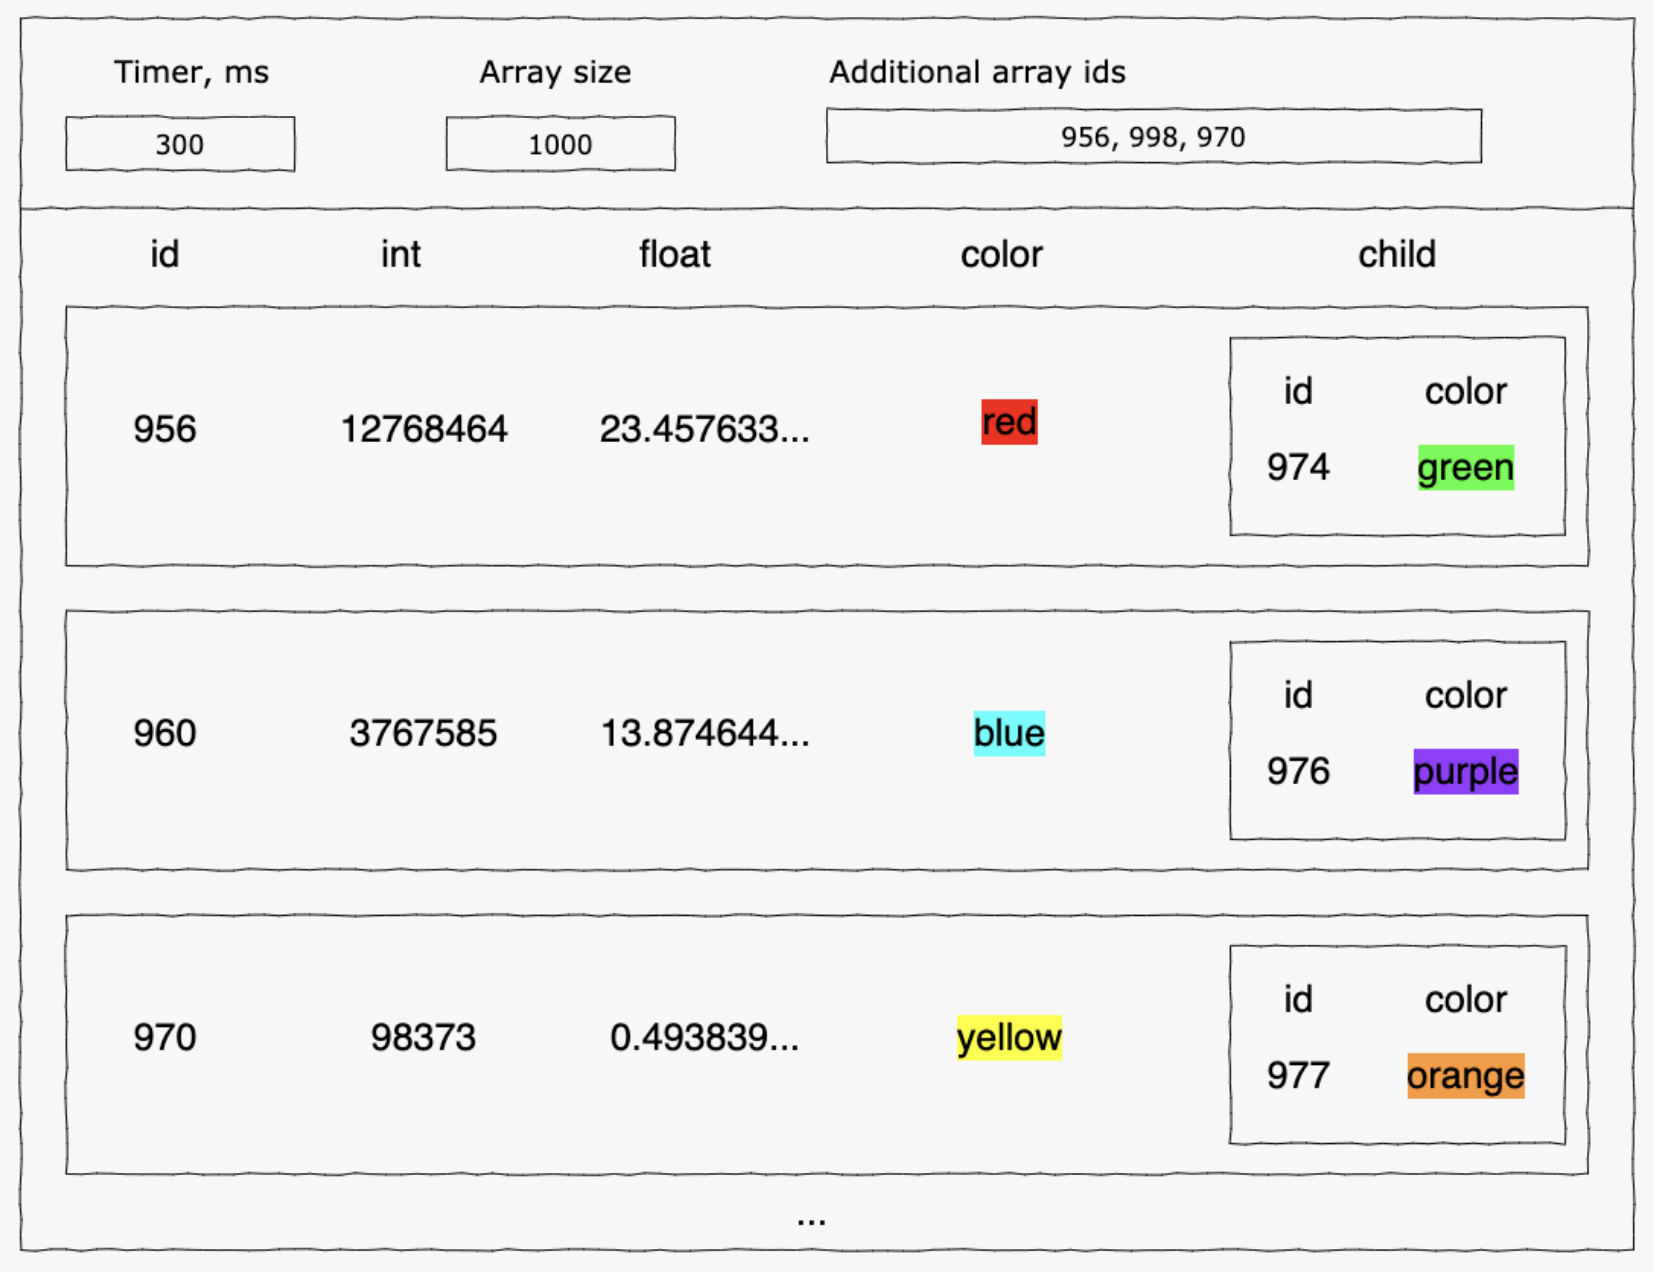 Timer, ms Array size Additional array ids
300 1000 956, 998, 970
id int float color child
id color
956 12768464 23.457633... red
974 green
id color
960 3767585 13.874644... blue
976 purple
id color
970 98373 0.493839... yellow
977 orange
...